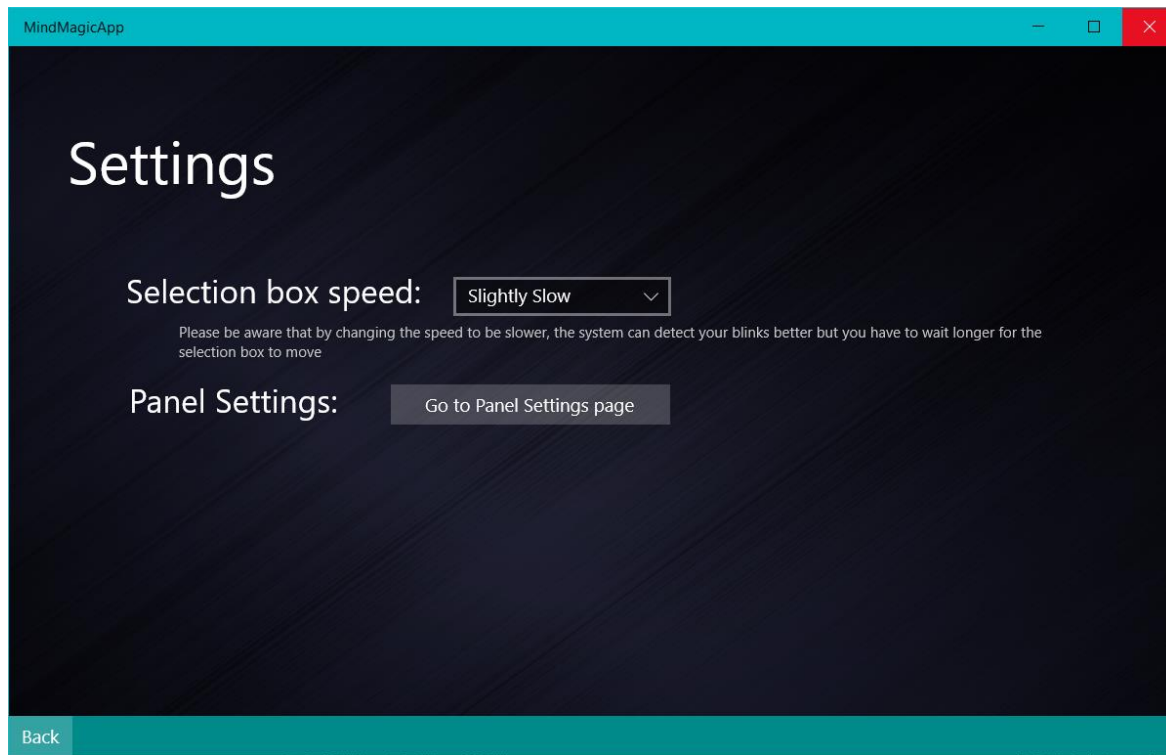 MindMagicApp
Settings
Selection box speed: Slightly Slow
Please be aware that by changing the speed to be slower, the system can detect your blinks better but you have to wait longer for the
selection box to move
Panel Settings: Go to Panel Settings page
Back